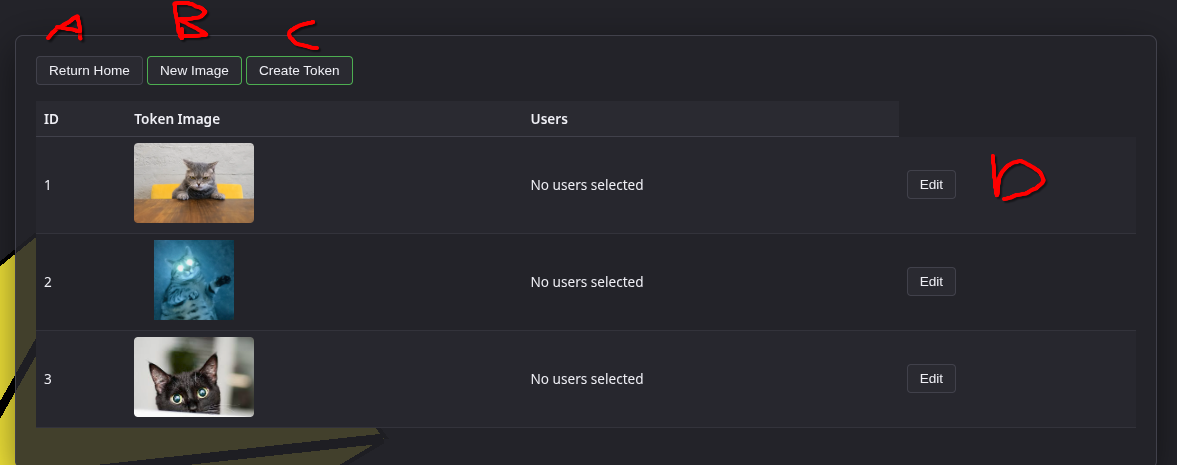 A B C
Return Home New Image Create Token
ID Token Image Users
1 No users selected Edit D
2 No users selected Edit
3 No users selected Edit